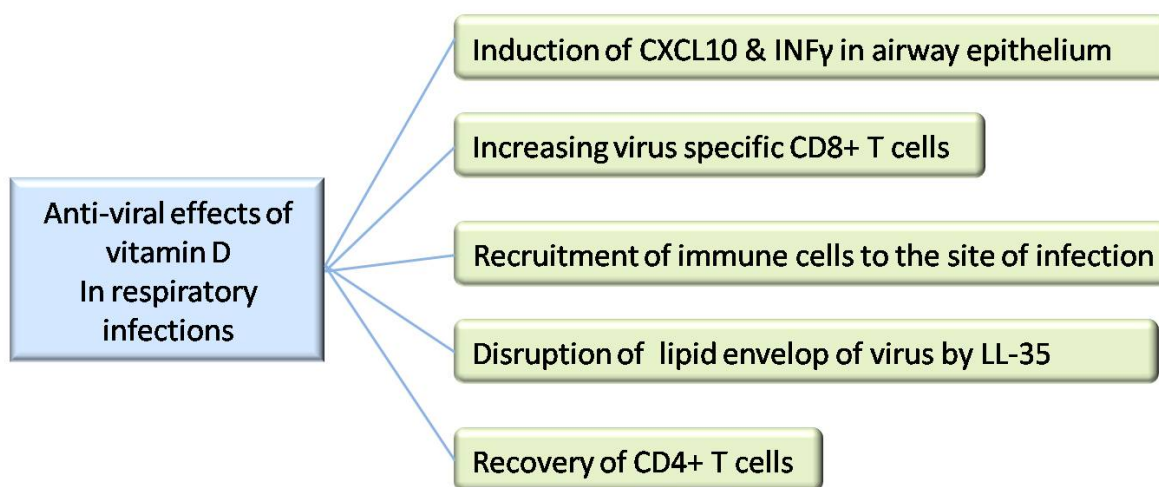 Anti-viral effects of
vitamin D
In respiratory
infections
Induction of CXCL10 & INFγ in airway epithelium
Increasing virus specific CD8+ T cells
Recruitment of immune cells to the site of infection
Disruption of lipid envelop of virus by LL-35
Recovery of CD4+ T cells